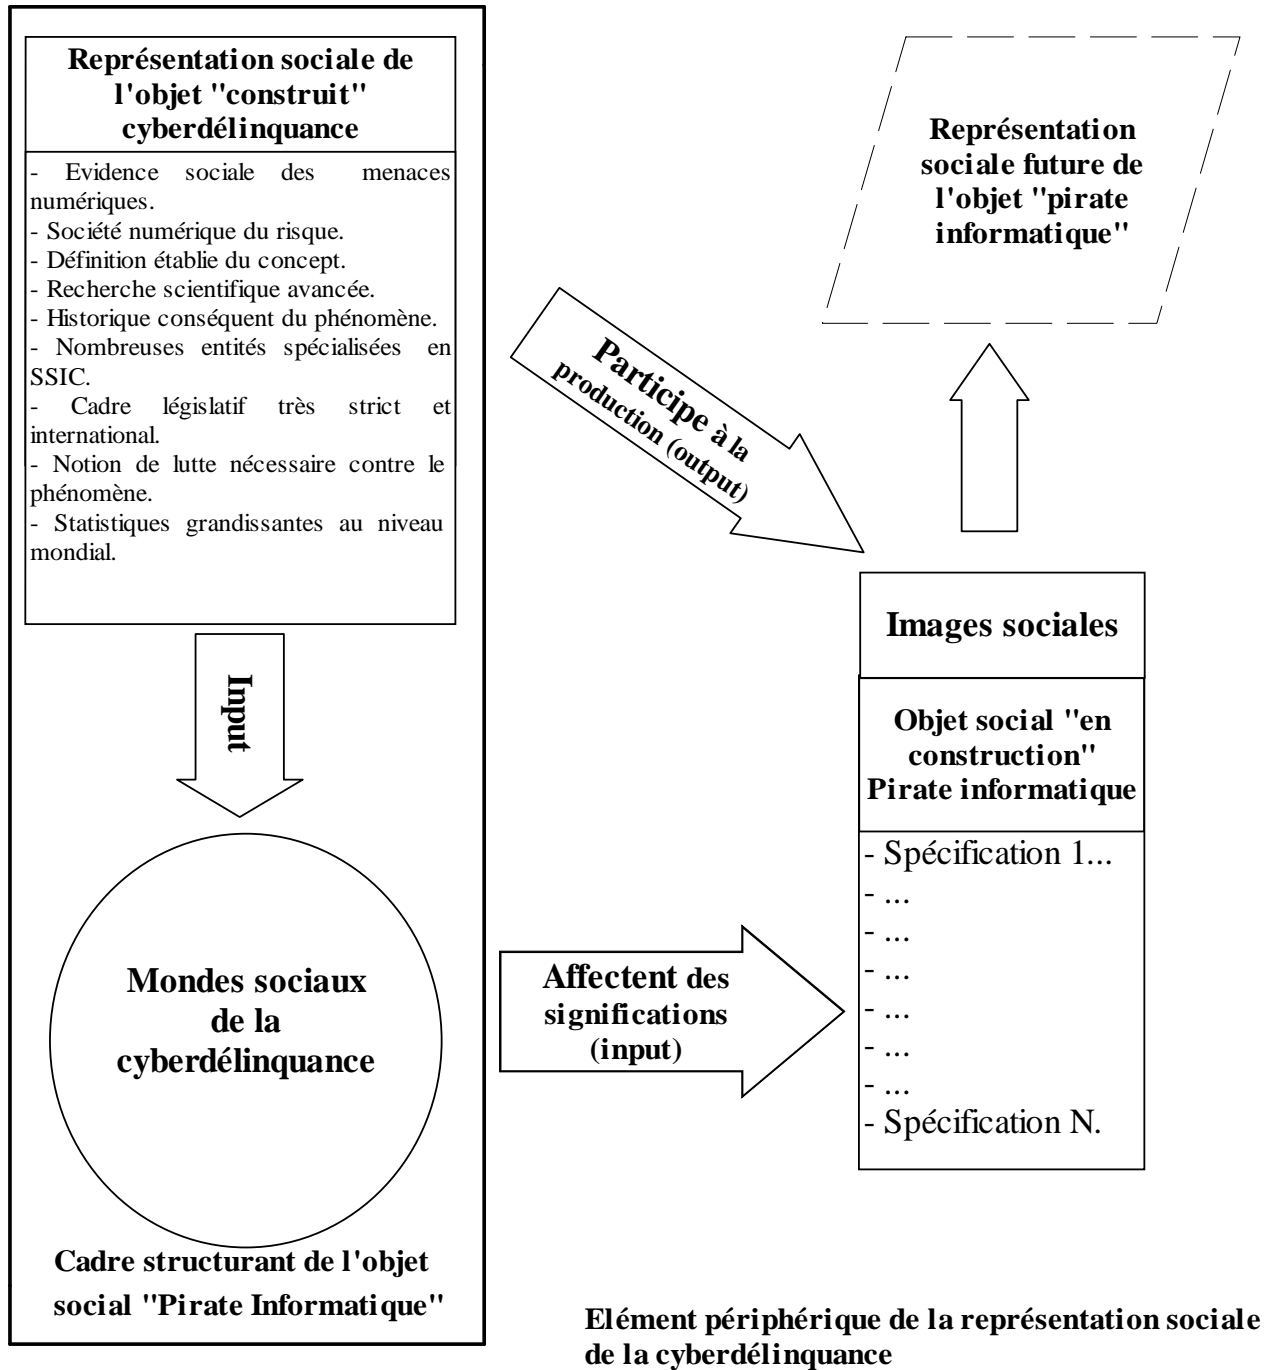 Représentation sociale de
l'objet "construit"
cyberdélinquance
- Evidence sociale des menaces
numériques.
- Société numérique du risque.
- Définition établie du concept.
- Recherche scientifique avancée.
- Historique conséquent du phénomène.
- Nombreuses entités spécialisées en
SSIC.
- Cadre législatif très strict et
international.
- Notion de lutte nécessaire contre le
phénomène.
- Statistiques grandissantes au niveau
mondial.
Input
Mondes sociaux
de la
cyberdélinquance
Cadre structurant de l'objet
social "Pirate Informatique"
Participe à la
production (output)
Affectent des
significations
(input)
Représentation
sociale future de
l'objet "pirate
informatique"
Images sociales
Objet social "en
construction"
Pirate informatique
- Spécification 1...
- ...
- ...
- ...
- ...
- ...
- ...
- Spécification N.
Elément périphérique de la représentation sociale
de la cyberdélinquance